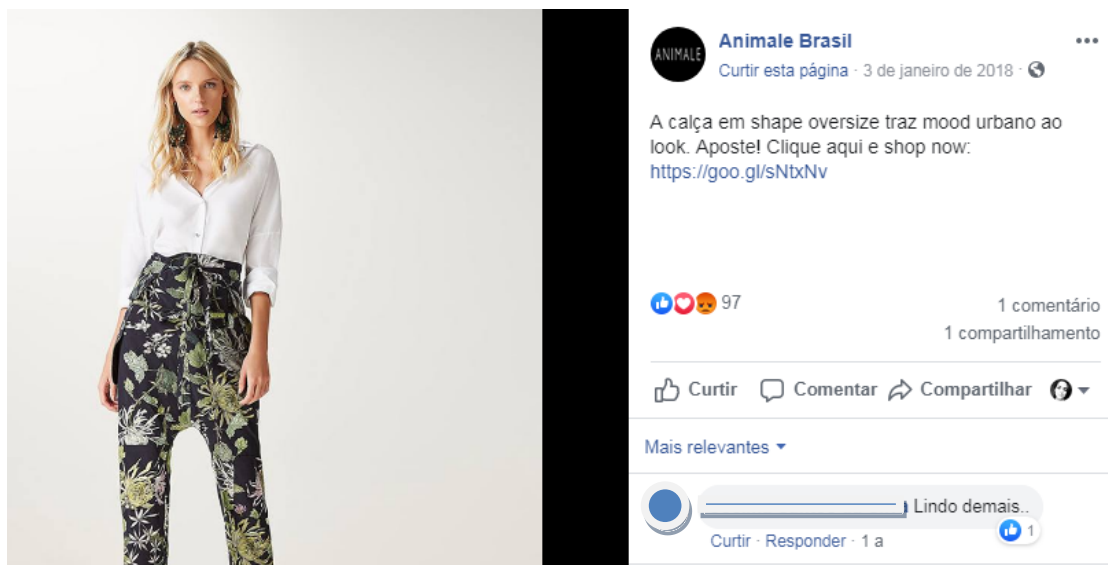 ANIMALE
Animale Brasil
Curtir esta página · 3 de janeiro de 2018 ·
A calça em shape oversize traz mood urbano ao
look. Aposte! Clique aqui e shop now:
https://goo.gl/sNtxNv
97
1 comentário
1 compartilhamento
Curtir Comentar Compartilhar
Mais relevantes
Lindo demais..
1
Curtir · Responder · 1 a